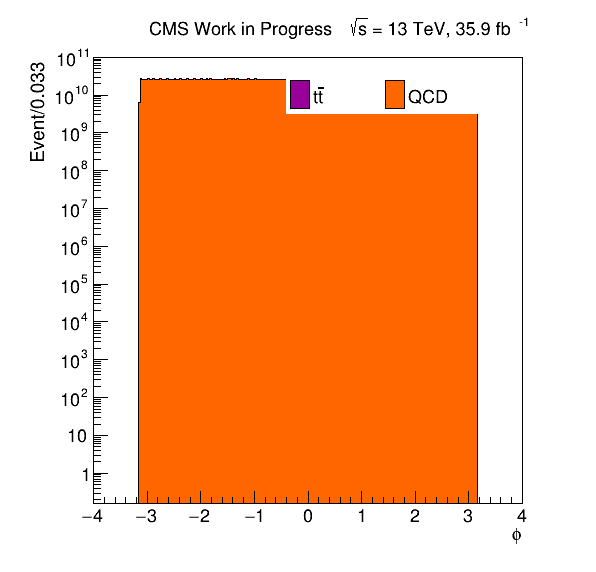 CMS Work in Progress √s = 13 TeV, 35.9 fb⁻¹
Event/0.033
10¹¹
10¹⁰
10⁹
10⁸
10⁷
10⁶
10⁵
10⁴
10³
10²
10
1
tt̄
QCD
−4 −3 −2 −1 0 1 2 3 4
ϕ